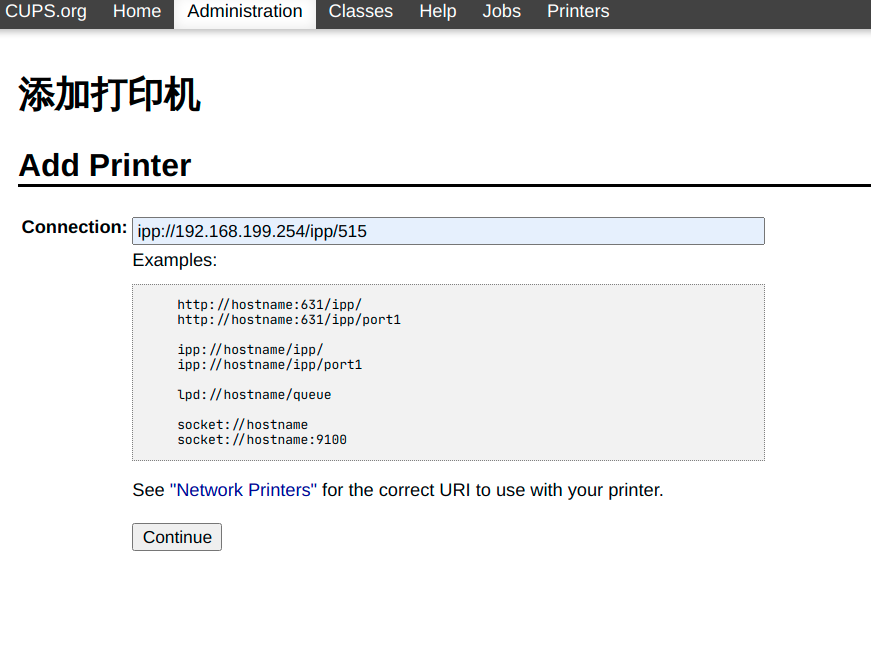 CUPS.org Home Administration Classes Help Jobs Printers
添加打印机
Add Printer
Connection: ipp://192.168.199.254/ipp/515
Examples:
http://hostname:631/ipp/
http://hostname:631/ipp/port1
ipp://hostname/ipp/
ipp://hostname/ipp/port1
lpd://hostname/queue
socket://hostname
socket://hostname:9100
See "Network Printers" for the correct URI to use with your printer.
Continue